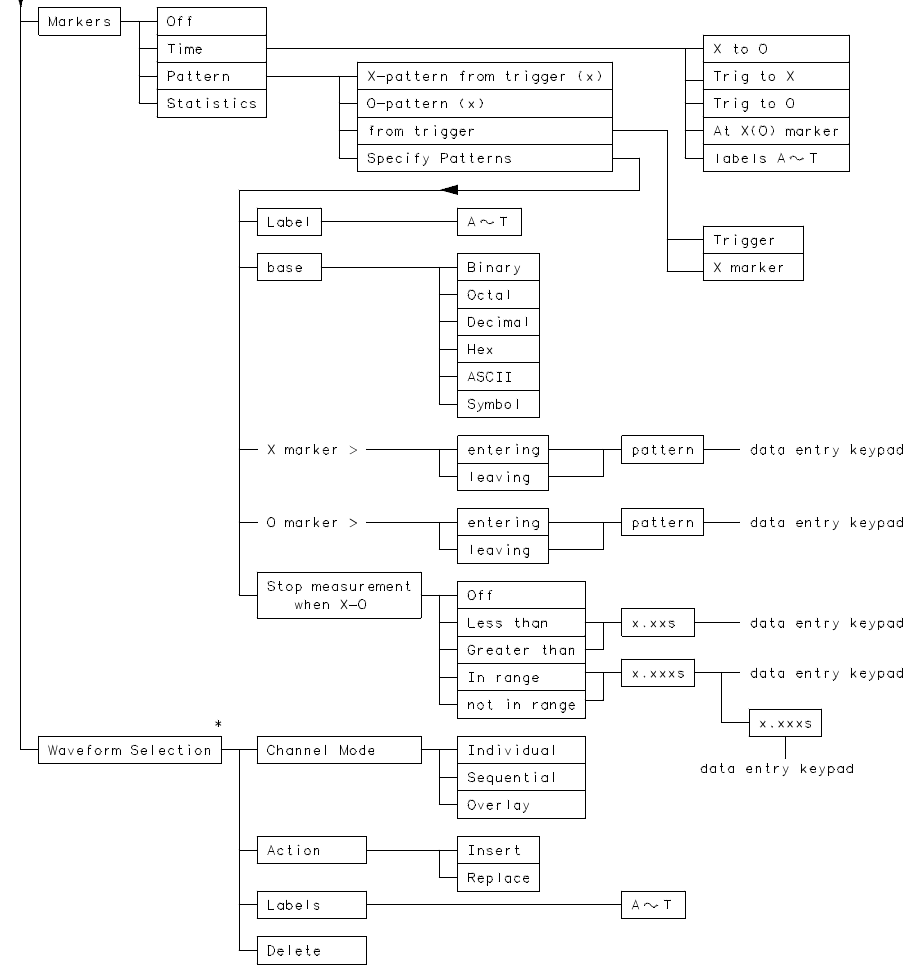 Markers
Off
Time
Pattern
Statistics
X to O
Trig to X
Trig to O
At X(O) marker
labels A～T
X-pattern from trigger (x)
O-pattern (x)
from trigger
Specify Patterns
Trigger
X marker
Label
A～T
base
Binary
Octal
Decimal
Hex
ASCII
Symbol
X marker >
entering
leaving
pattern
data entry keypad
O marker >
entering
leaving
pattern
data entry keypad
Stop measurement
when X-O
Off
Less than
Greater than
In range
not in range
x.xxs
data entry keypad
x.xxxs
data entry keypad
x.xxxs
data entry keypad
*
Waveform Selection
Channel Mode
Individual
Sequential
Overlay
Action
Insert
Replace
Labels
A～T
Delete